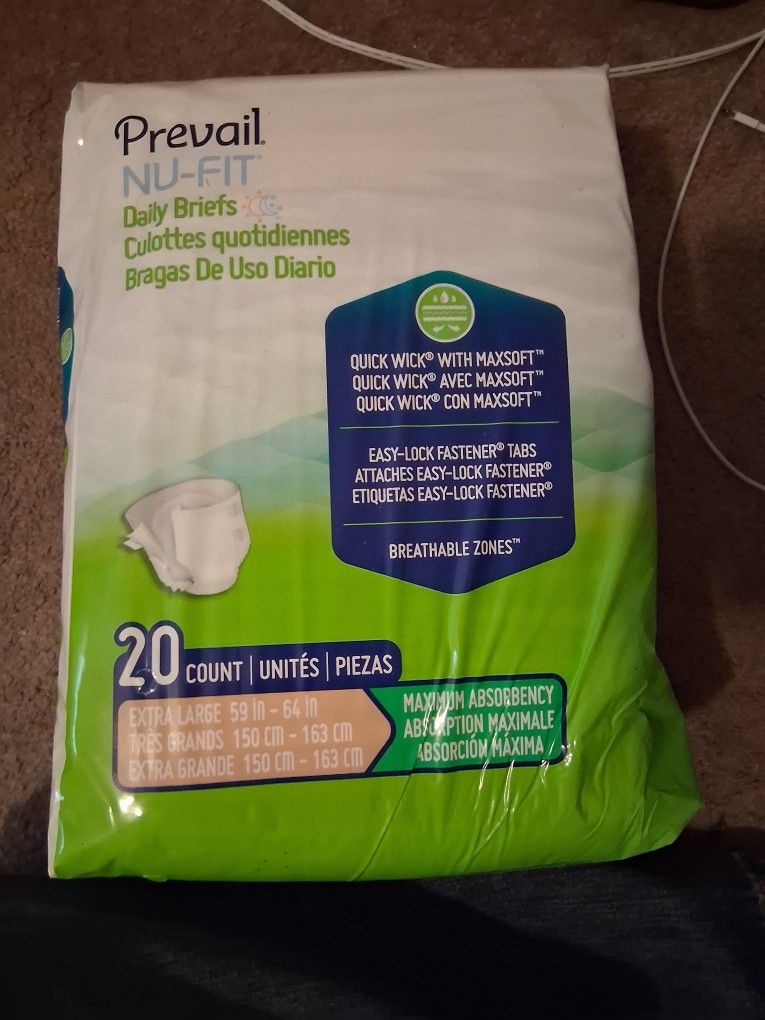 Prevail®
NU-FIT®
Daily Briefs
Culottes quotidiennes
Bragas De Uso Diario
QUICK WICK® WITH MAXSOFT™
QUICK WICK® AVEC MAXSOFT™
QUICK WICK® CON MAXSOFT™
EASY-LOCK FASTENER® TABS
ATTACHES EASY-LOCK FASTENER®
ETIQUETAS EASY-LOCK FASTENER®
BREATHABLE ZONES™
20 COUNT | UNITÉS | PIEZAS
EXTRA LARGE 59 in - 64 in
TRÈS GRANDS 150 cm - 163 cm
EXTRA GRANDE 150 cm - 163 cm
MAXIMUM ABSORBENCY
ABSORPTION MAXIMALE
ABSORCIÓN MÁXIMA